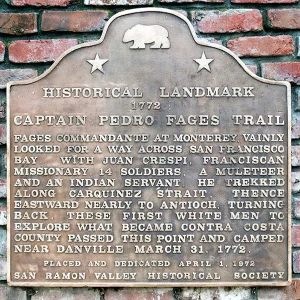 HISTORICAL LANDMARK
1772
CAPTAIN PEDRO FAGES TRAIL
FAGES COMMANDANTE AT MONTEREY VAINLY
LOOKED FOR A WAY ACROSS SAN FRANCISCO
BAY WITH JUAN CRESPI, FRANCISCAN
MISSIONARY 14 SOLDIERS, A MULETEER
AND AN INDIAN SERVANT, HE TREKKED
ALONG CARQUINEZ STRAIT THENCE
EASTWARD NEARLY TO ANTIOCH. TURNING
BACK, THESE FIRST WHITE MEN TO
EXPLORE WHAT BECAME CONTRA COSTA
COUNTY PASSED THIS POINT AND CAMPED
NEAR DANVILLE MARCH 31, 1772.
PLACED AND DEDICATED APRIL 1, 1972
SAN RAMON VALLEY HISTORICAL SOCIETY